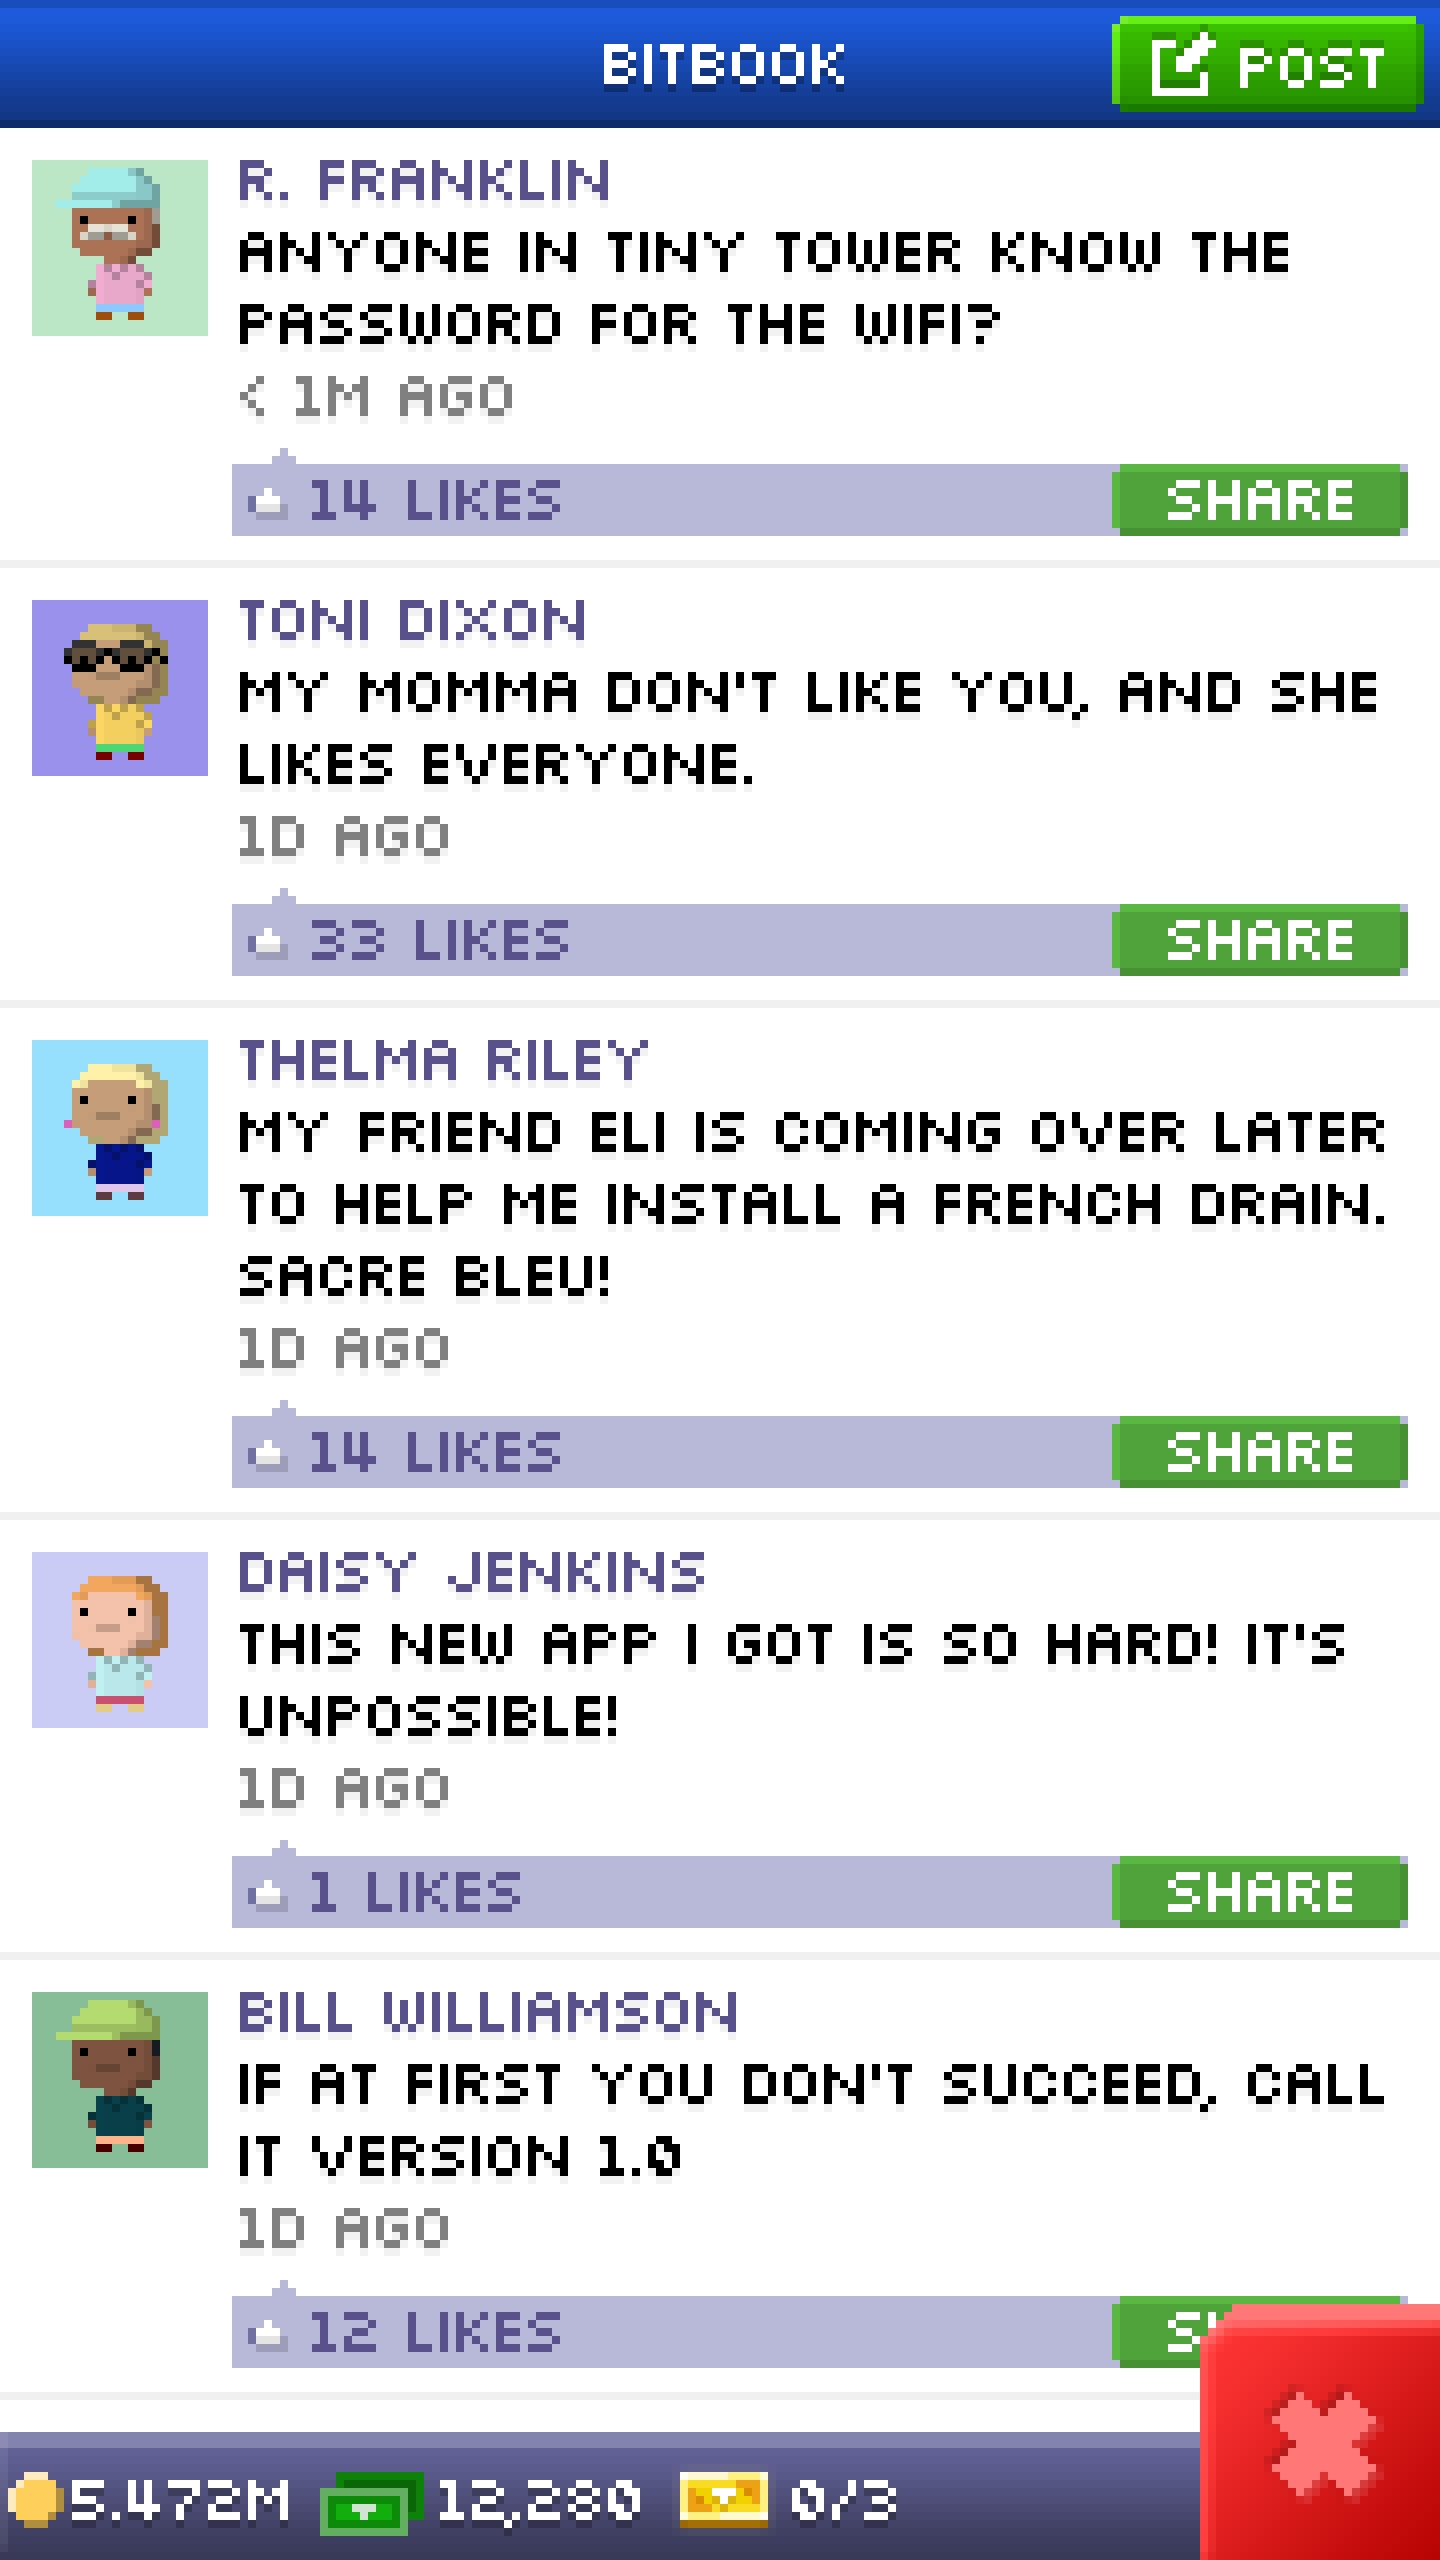 BITBOOK
POST
R. FRANKLIN
ANYONE IN TINY TOWER KNOW THE
PASSWORD FOR THE WIFI?
< 1M AGO
14 LIKES
SHARE
TONI DIXON
MY MOMMA DON'T LIKE YOU, AND SHE
LIKES EVERYONE.
1D AGO
33 LIKES
SHARE
THELMA RILEY
MY FRIEND ELI IS COMING OVER LATER
TO HELP ME INSTALL A FRENCH DRAIN.
SACRE BLEU!
1D AGO
14 LIKES
SHARE
DAISY JENKINS
THIS NEW APP I GOT IS SO HARD! IT'S
UNPOSSIBLE!
1D AGO
1 LIKES
SHARE
BILL WILLIAMSON
IF AT FIRST YOU DON'T SUCCEED, CALL
IT VERSION 1.0
1D AGO
12 LIKES
5.472M
12,280
0/3